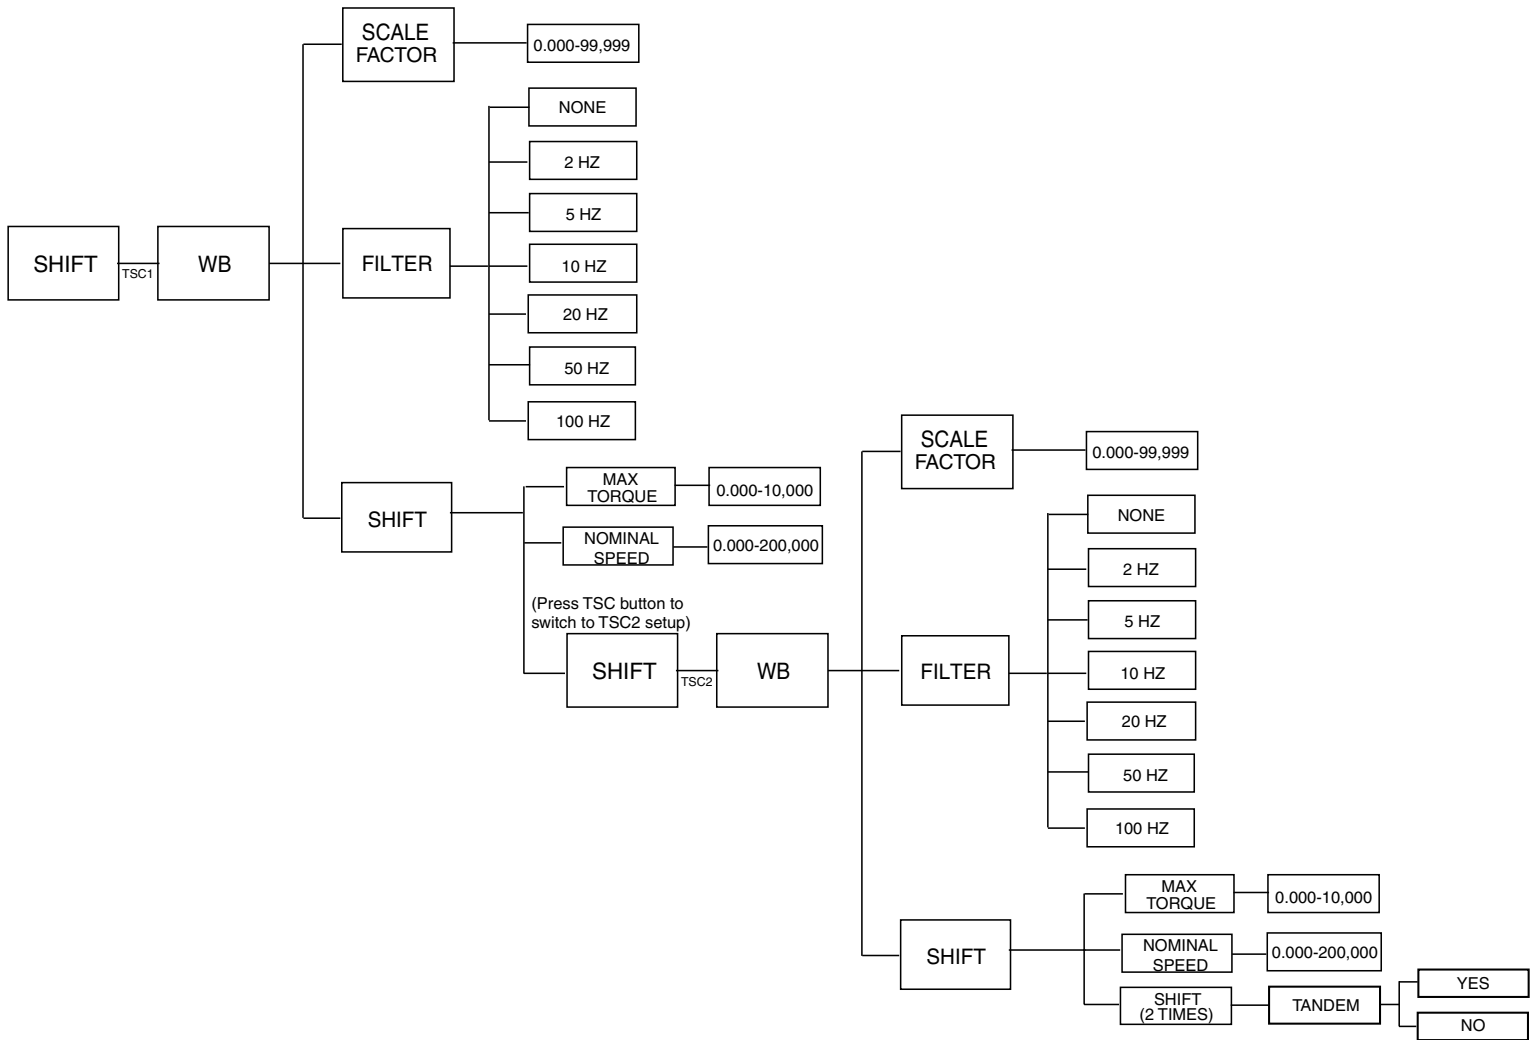 SCALE
FACTOR
0.000-99,999
NONE
2 HZ
5 HZ
SHIFT
TSC1
WB
FILTER
10 HZ
20 HZ
50 HZ
100 HZ
SHIFT
MAX
TORQUE
0.000-10,000
NOMINAL
SPEED
0.000-200,000
(Press TSC button to
switch to TSC2 setup)
SHIFT
TSC2
WB
SCALE
FACTOR
0.000-99,999
NONE
2 HZ
5 HZ
FILTER
10 HZ
20 HZ
50 HZ
100 HZ
SHIFT
MAX
TORQUE
0.000-10,000
NOMINAL
SPEED
0.000-200,000
SHIFT
(2 TIMES)
TANDEM
YES
NO